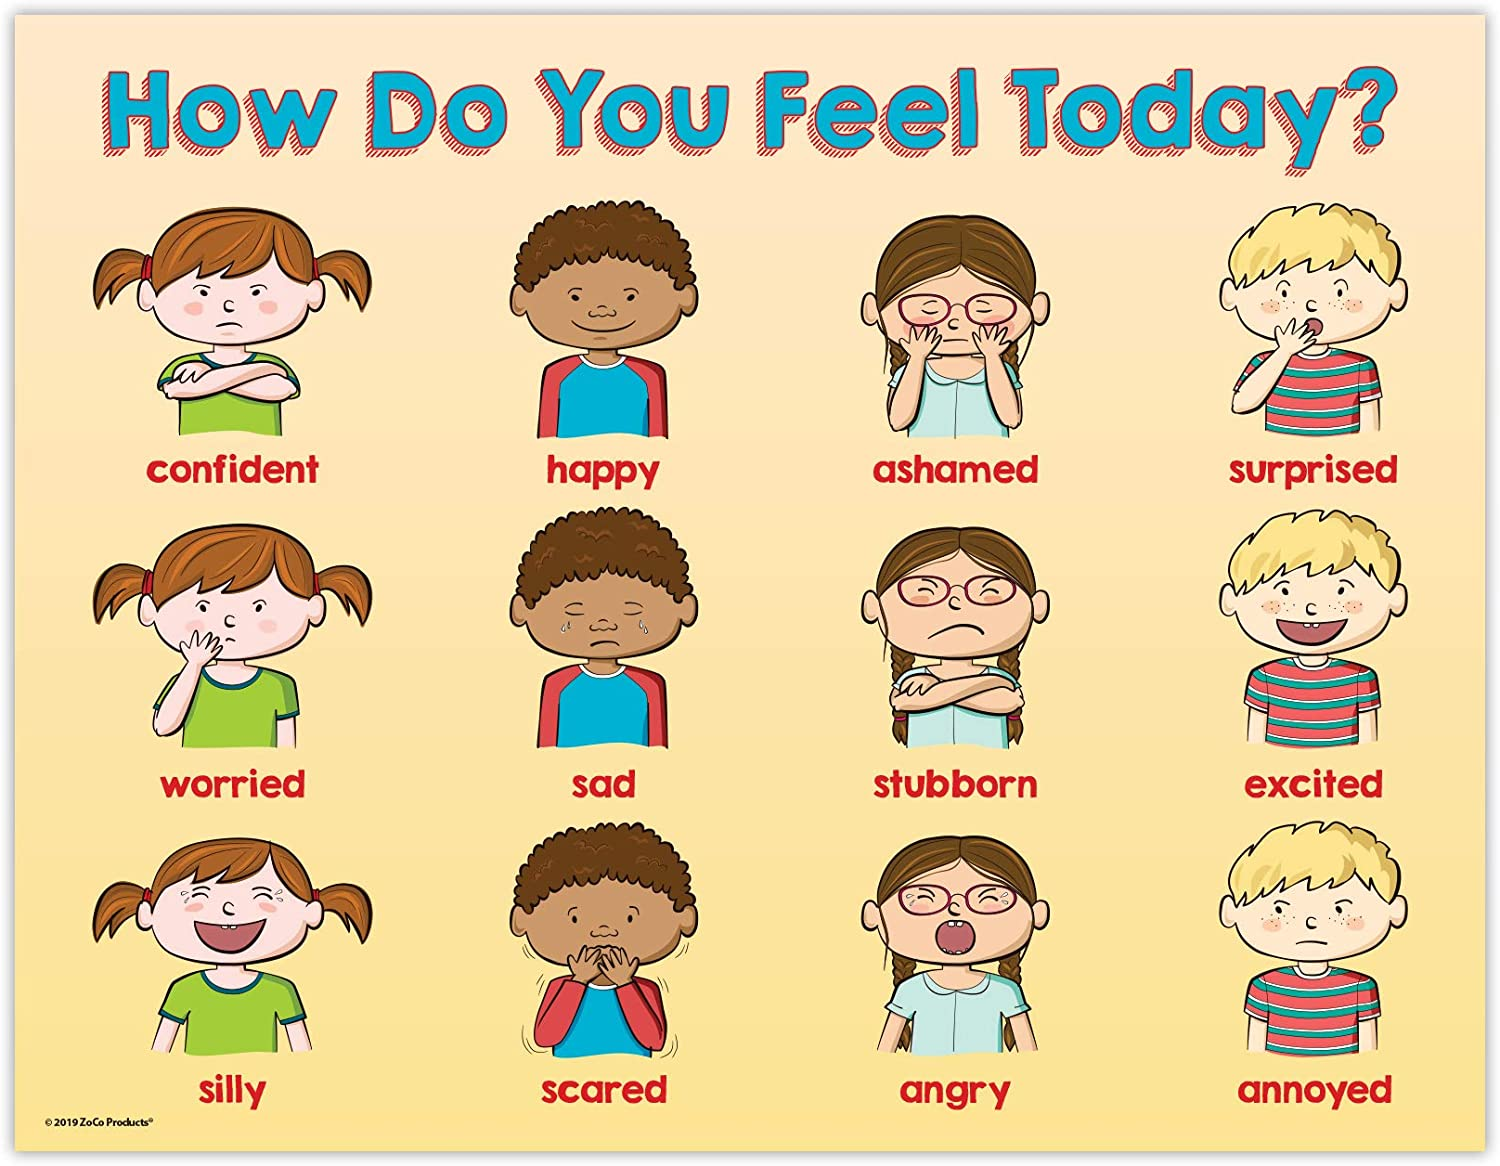 How Do You Feel Today?
confident happy ashamed surprised
worried sad stubborn excited
silly scared angry annoyed
© 2019 ZoCo Products®